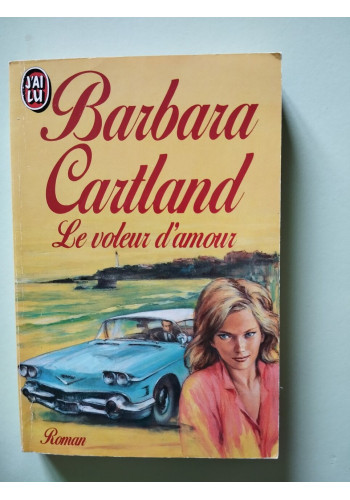 J'AI
LU
Barbara
Cartland
Le voleur d'amour
Roman